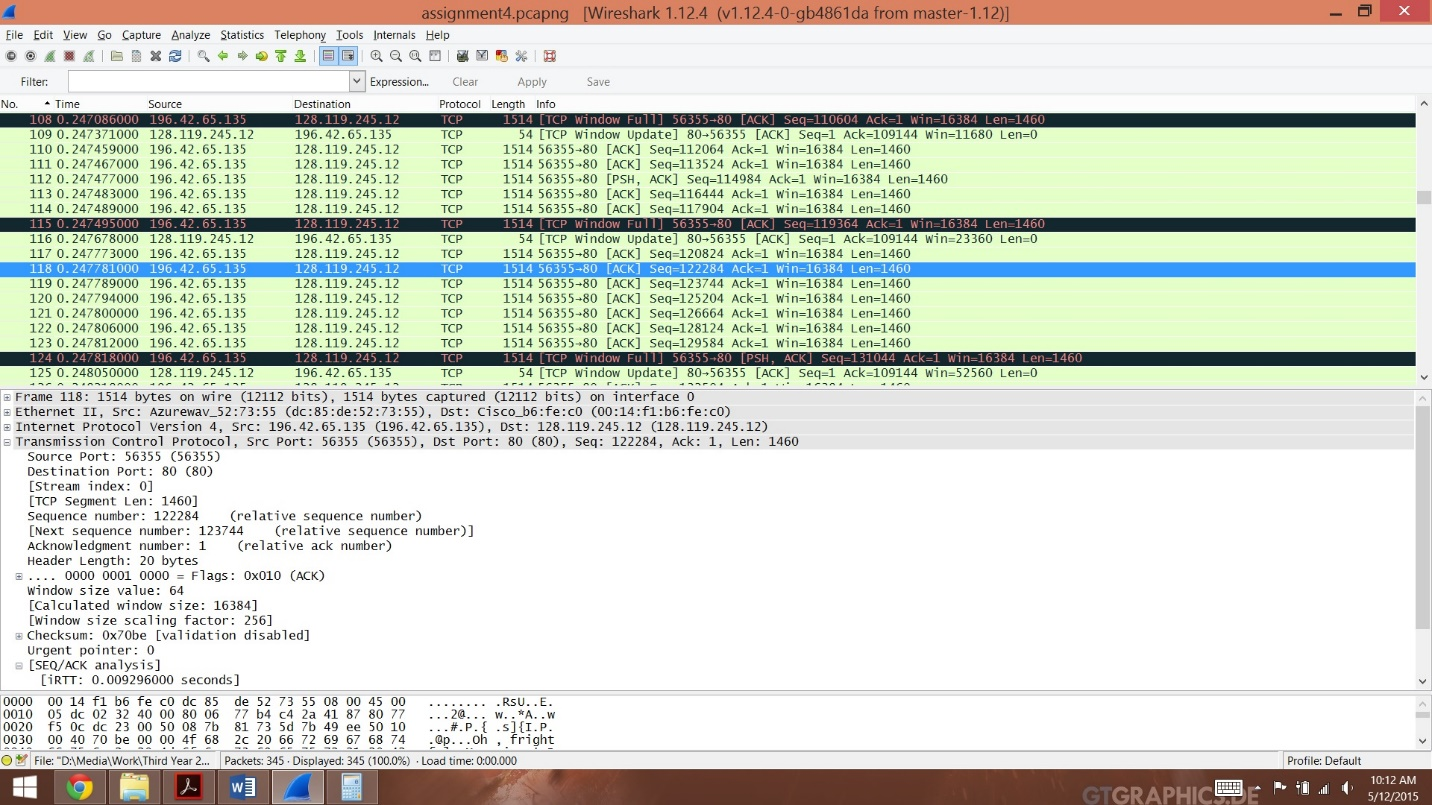 assignment4.pcapng [Wireshark 1.12.4 (v1.12.4-0-gb4861da from master-1.12)]
File Edit View Go Capture Analyze Statistics Telephony Tools Internals Help
Filter: Expression... Clear Apply Save
No. Time Source Destination Protocol Length Info
108 0.247086000 196.42.65.135 128.119.245.12 TCP 1514 [TCP Window Full] 56355→80 [ACK] Seq=110604 Ack=1 Win=16384 Len=1460
109 0.247371000 128.119.245.12 196.42.65.135 TCP 54 [TCP Window Update] 80→56355 [ACK] Seq=1 Ack=109144 Win=11680 Len=0
110 0.247459000 196.42.65.135 128.119.245.12 TCP 1514 56355→80 [ACK] Seq=112064 Ack=1 Win=16384 Len=1460
111 0.247467000 196.42.65.135 128.119.245.12 TCP 1514 56355→80 [ACK] Seq=113524 Ack=1 Win=16384 Len=1460
112 0.247477000 196.42.65.135 128.119.245.12 TCP 1514 56355→80 [PSH, ACK] Seq=114984 Ack=1 Win=16384 Len=1460
113 0.247483000 196.42.65.135 128.119.245.12 TCP 1514 56355→80 [ACK] Seq=116444 Ack=1 Win=16384 Len=1460
114 0.247489000 196.42.65.135 128.119.245.12 TCP 1514 56355→80 [ACK] Seq=117904 Ack=1 Win=16384 Len=1460
115 0.247495000 196.42.65.135 128.119.245.12 TCP 1514 [TCP Window Full] 56355→80 [ACK] Seq=119364 Ack=1 Win=16384 Len=1460
116 0.247678000 128.119.245.12 196.42.65.135 TCP 54 [TCP Window Update] 80→56355 [ACK] Seq=1 Ack=109144 Win=23360 Len=0
117 0.247773000 196.42.65.135 128.119.245.12 TCP 1514 56355→80 [ACK] Seq=120824 Ack=1 Win=16384 Len=1460
118 0.247781000 196.42.65.135 128.119.245.12 TCP 1514 56355→80 [ACK] Seq=122284 Ack=1 Win=16384 Len=1460
119 0.247789000 196.42.65.135 128.119.245.12 TCP 1514 56355→80 [ACK] Seq=123744 Ack=1 Win=16384 Len=1460
120 0.247794000 196.42.65.135 128.119.245.12 TCP 1514 56355→80 [ACK] Seq=125204 Ack=1 Win=16384 Len=1460
121 0.247800000 196.42.65.135 128.119.245.12 TCP 1514 56355→80 [ACK] Seq=126664 Ack=1 Win=16384 Len=1460
122 0.247806000 196.42.65.135 128.119.245.12 TCP 1514 56355→80 [ACK] Seq=128124 Ack=1 Win=16384 Len=1460
123 0.247812000 196.42.65.135 128.119.245.12 TCP 1514 56355→80 [ACK] Seq=129584 Ack=1 Win=16384 Len=1460
124 0.247818000 196.42.65.135 128.119.245.12 TCP 1514 [TCP Window Full] 56355→80 [PSH, ACK] Seq=131044 Ack=1 Win=16384 Len=1460
125 0.248050000 128.119.245.12 196.42.65.135 TCP 54 [TCP Window Update] 80→56355 [ACK] Seq=1 Ack=109144 Win=52560 Len=0
Frame 118: 1514 bytes on wire (12112 bits), 1514 bytes captured (12112 bits) on interface 0
Ethernet II, Src: Azurewav_52:73:55 (dc:85:de:52:73:55), Dst: Cisco_b6:fe:c0 (00:14:f1:b6:fe:c0)
Internet Protocol Version 4, Src: 196.42.65.135 (196.42.65.135), Dst: 128.119.245.12 (128.119.245.12)
Transmission Control Protocol, Src Port: 56355 (56355), Dst Port: 80 (80), Seq: 122284, Ack: 1, Len: 1460
Source Port: 56355 (56355)
Destination Port: 80 (80)
[Stream index: 0]
[TCP Segment Len: 1460]
Sequence number: 122284 (relative sequence number)
[Next sequence number: 123744 (relative sequence number)]
Acknowledgment number: 1 (relative ack number)
Header Length: 20 bytes
.... 0000 0001 0000 = Flags: 0x010 (ACK)
Window size value: 64
[Calculated window size: 16384]
[Window size scaling factor: 256]
Checksum: 0x70be [validation disabled]
Urgent pointer: 0
[SEQ/ACK analysis]
[iRTT: 0.009296000 seconds]
0000 00 14 f1 b6 fe c0 dc 85 de 52 73 55 08 00 45 00 ........ .RsU..E.
0010 05 dc 02 32 40 00 80 06 77 b4 c4 2a 41 87 80 77 ...2@... w..*A..w
0020 f5 0c dc 23 00 50 08 7b 81 73 5d 7b 49 ee 50 10 ...#.P.{ .s]{I.P.
0030 00 40 70 be 00 00 4f 68 2c 20 66 72 69 67 68 74 .@p...Oh , fright
File: "D:\Media\Work\Third Year 2... Packets: 345 · Displayed: 345 (100.0%) · Load time: 0:00.000 Profile: Default
10:12 AM
GTGRAPHICS.DE 5/12/2015